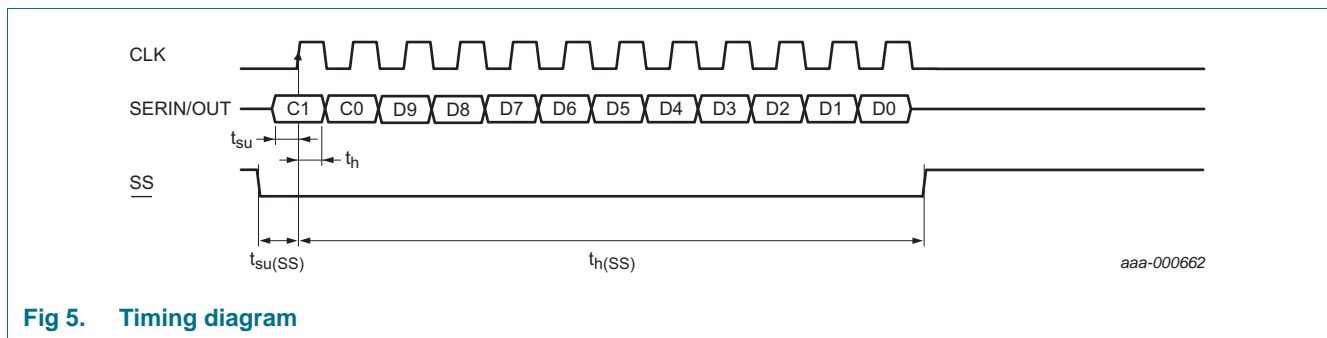 CLK
SERIN/OUT C1 C0 D9 D8 D7 D6 D5 D4 D3 D2 D1 D0
tsu
th
SS
tsu(SS) th(SS) aaa-000662
Fig 5. Timing diagram